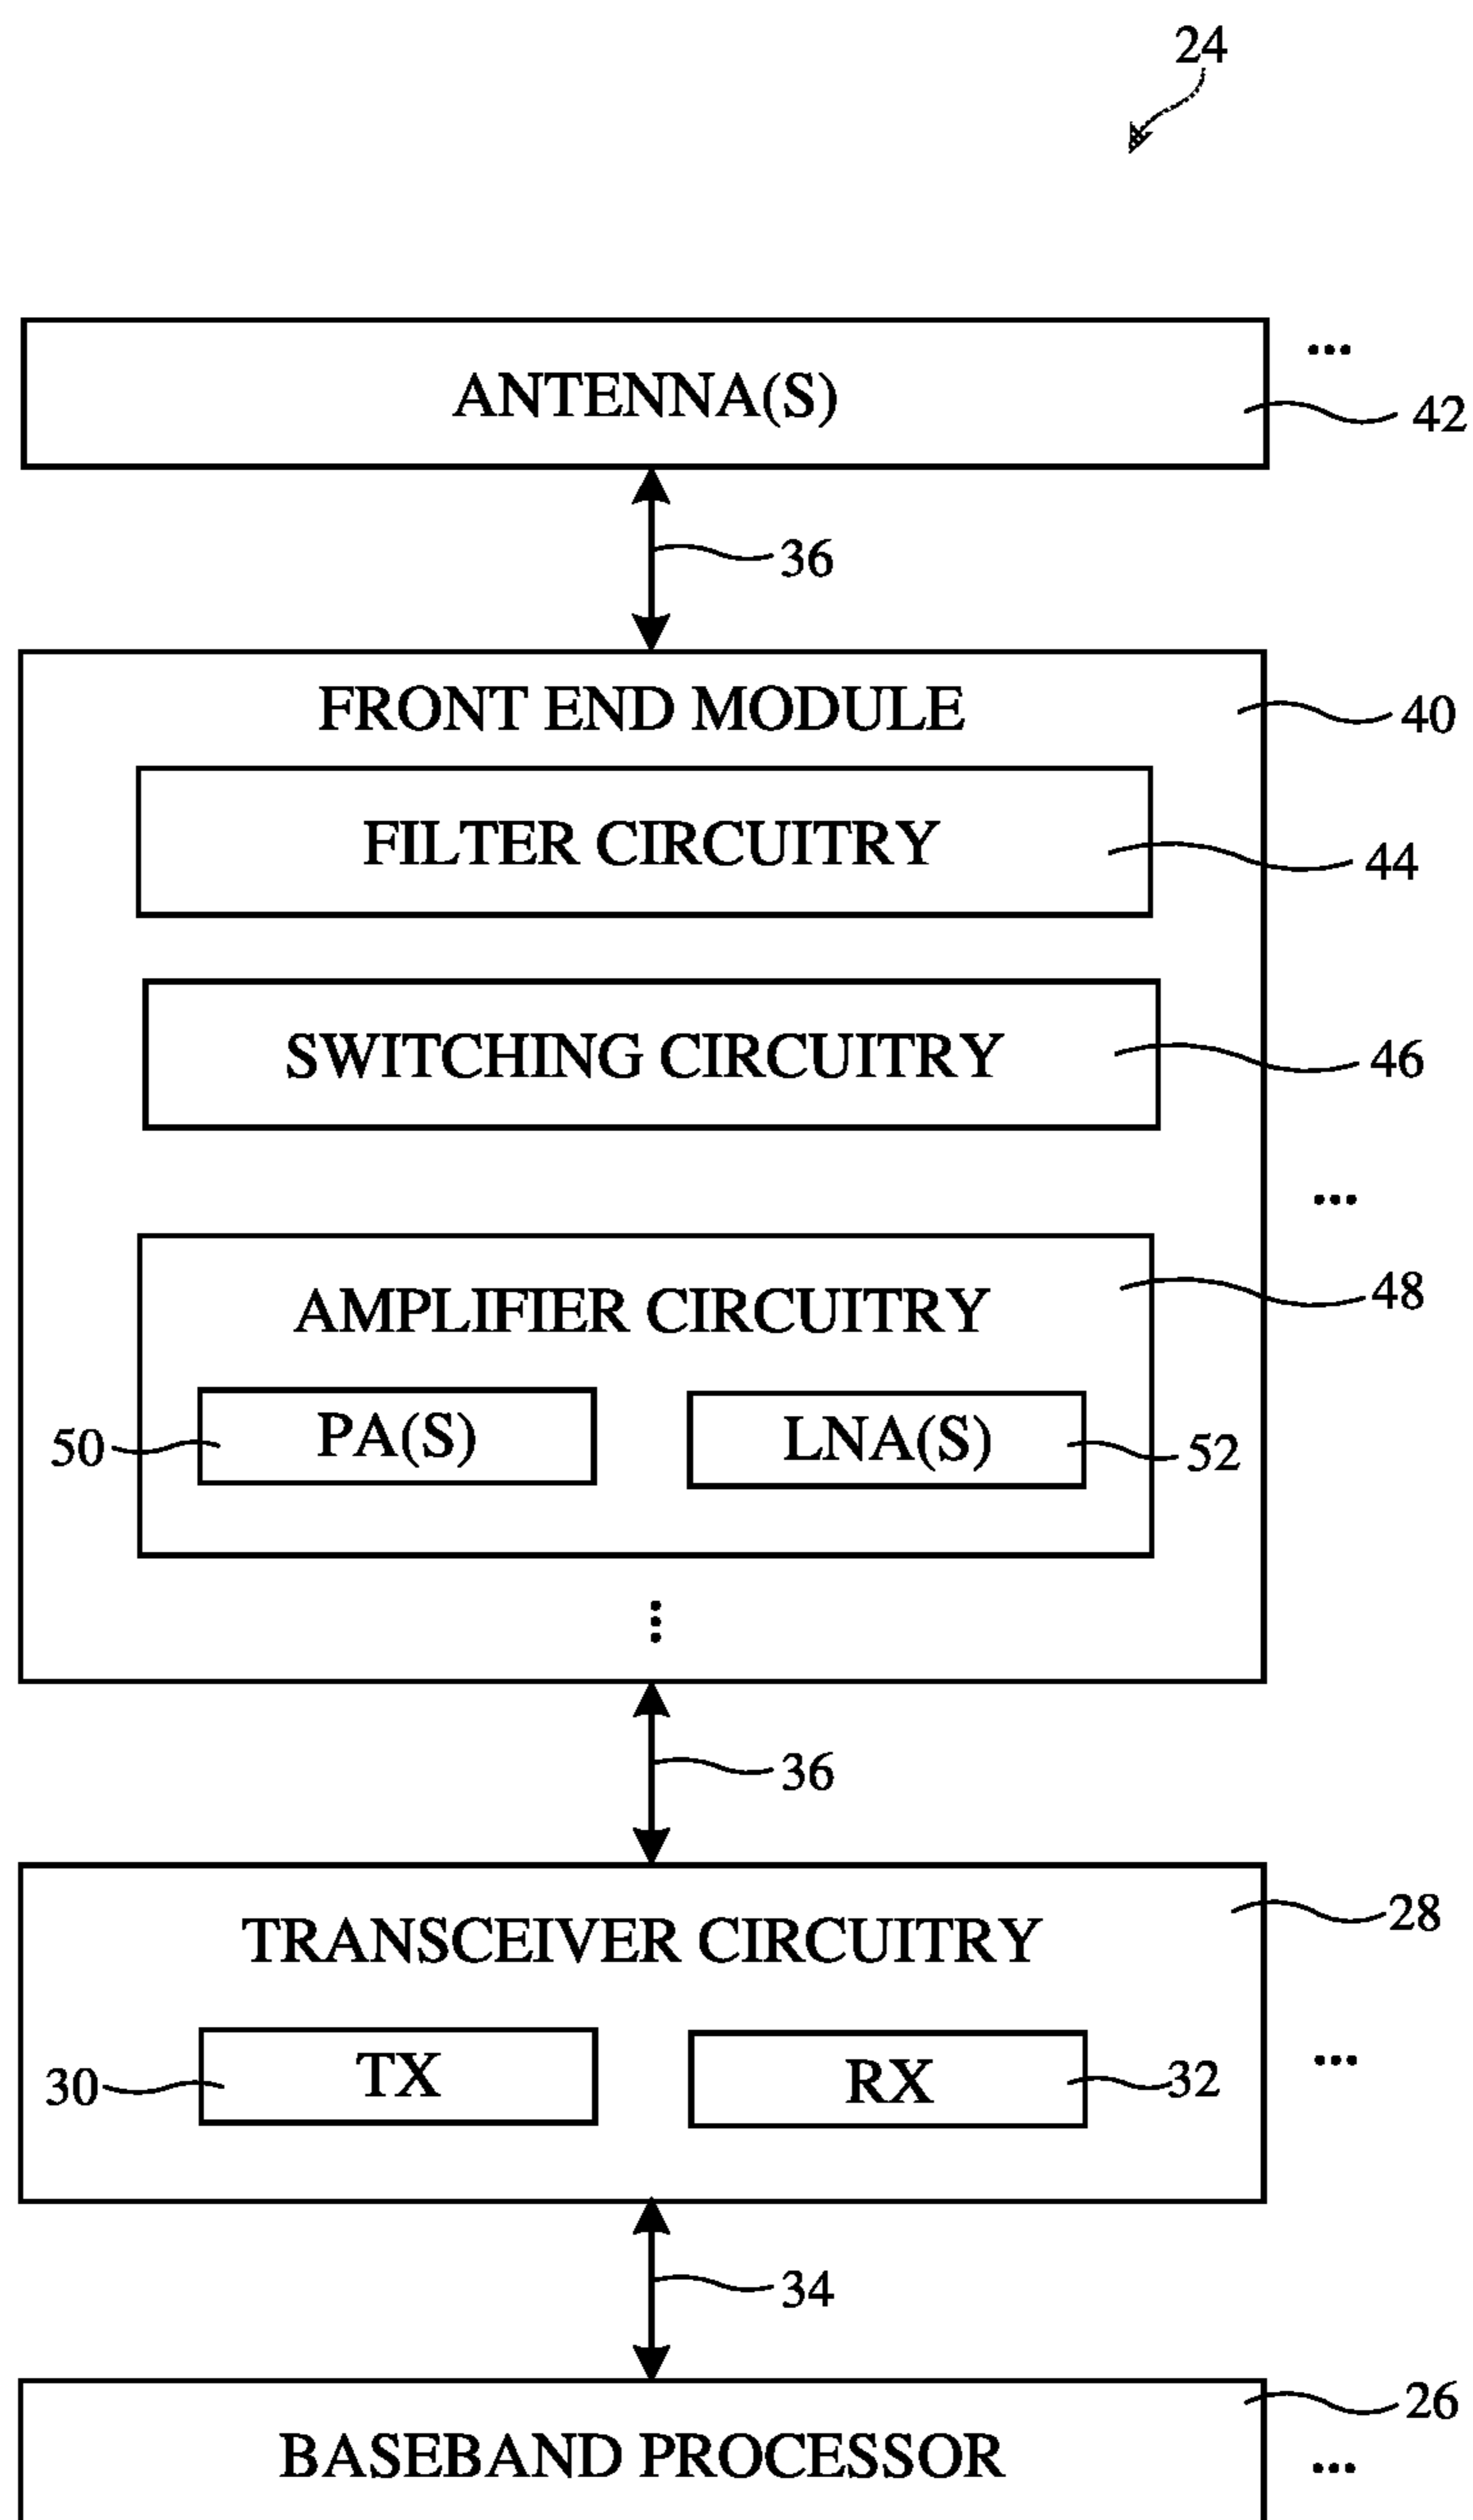 24
ANTENNA(S)
42
36
FRONT END MODULE
40
FILTER CIRCUITRY
44
SWITCHING CIRCUITRY
46
AMPLIFIER CIRCUITRY
48
50
PA(S)
LNA(S)
52
36
TRANSCEIVER CIRCUITRY
28
30
TX
RX
32
34
26
BASEBAND PROCESSOR